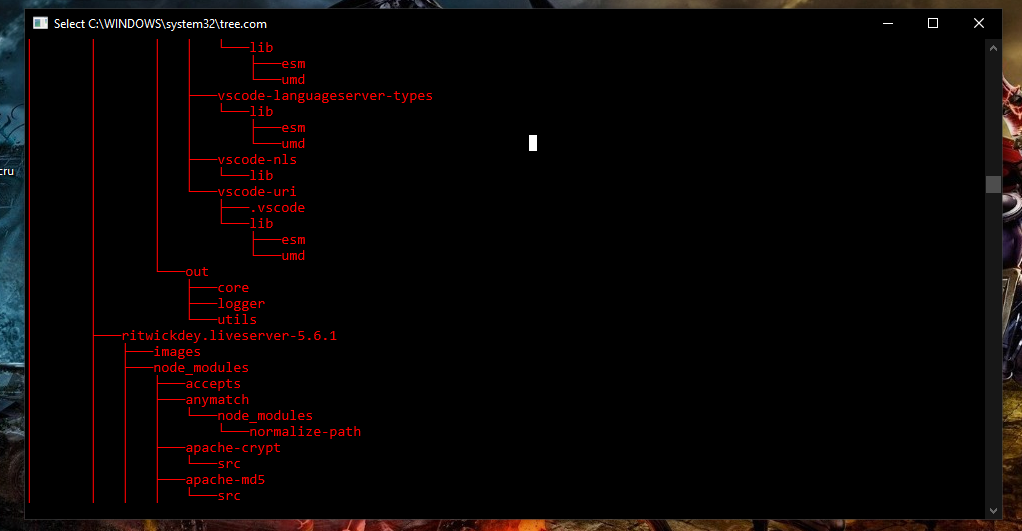 Select C:\WINDOWS\system32\tree.com
lib
esm
umd
vscode-languageserver-types
lib
esm
umd
vscode-nls
lib
cru
vscode-uri
.vscode
lib
esm
umd
out
core
logger
utils
ritwickdey.liveserver-5.6.1
images
node_modules
accepts
anymatch
node_modules
normalize-path
apache-crypt
src
apache-md5
src